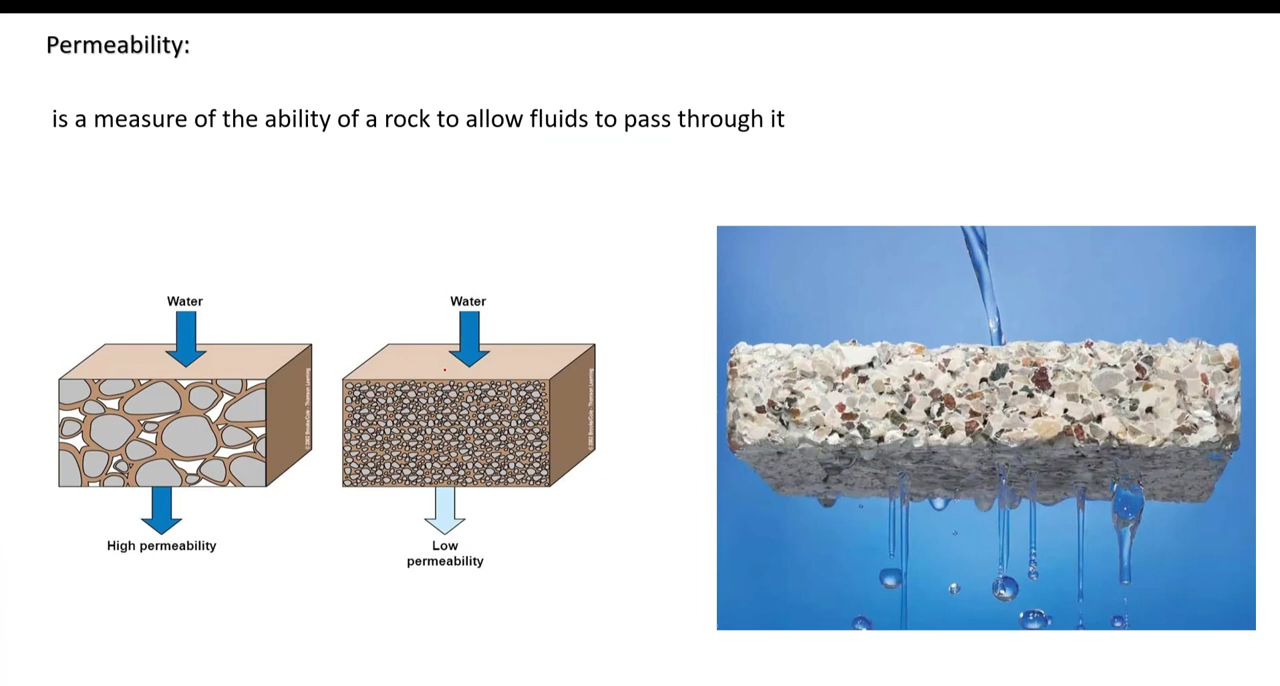 Permeability:
is a measure of the ability of a rock to allow fluids to pass through it
Water
Water
High permeability
Low
permeability